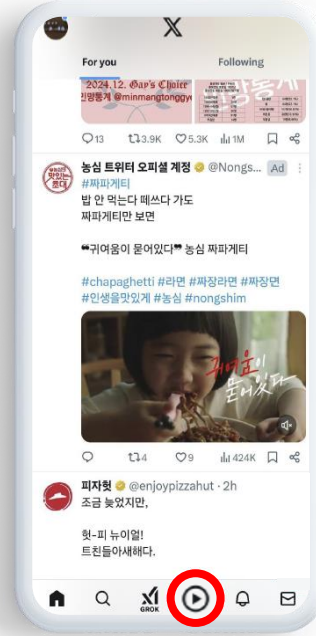 X
For you Following
2024.12. Gay's Choice
민망통계 @minmangtonggye
13 3.9K 5.3K 1M
농심 트위터 오피셜 계정 @Nongs... Ad
#짜파게티
밥 안 먹는다 떼쓰다 가도
짜파게티만 보면
❝귀여움이 묻어있다❞ 농심 짜파게티
#chapaghetti #라면 #짜장라면 #짜장면
#인생을맛있게 #농심 #nongshim
귀여움이
묻어있다
4 9 424K
피자헛 @enjoypizzahut · 2h
조금 늦었지만,
헛-피 뉴이얼!
트친들아새해다.
GROK